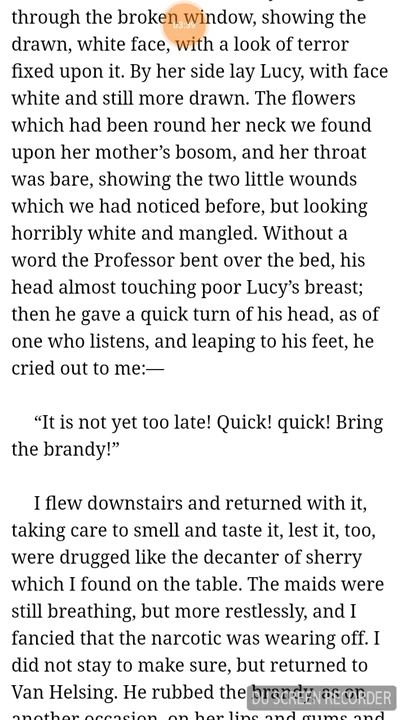 through the broken window, showing the
drawn, white face, with a look of terror
fixed upon it. By her side lay Lucy, with face
white and still more drawn. The flowers
which had been round her neck we found
upon her mother’s bosom, and her throat
was bare, showing the two little wounds
which we had noticed before, but looking
horribly white and mangled. Without a
word the Professor bent over the bed, his
head almost touching poor Lucy’s breast;
then he gave a quick turn of his head, as of
one who listens, and leaping to his feet, he
cried out to me:—
“It is not yet too late! Quick! quick! Bring
the brandy!”
I flew downstairs and returned with it,
taking care to smell and taste it, lest it, too,
were drugged like the decanter of sherry
which I found on the table. The maids were
still breathing, but more restlessly, and I
fancied that the narcotic was wearing off. I
did not stay to make sure, but returned to
Van Helsing. He rubbed the brandy, as on
another occasion, on her lips and gums and
DU SCREEN RECORDER